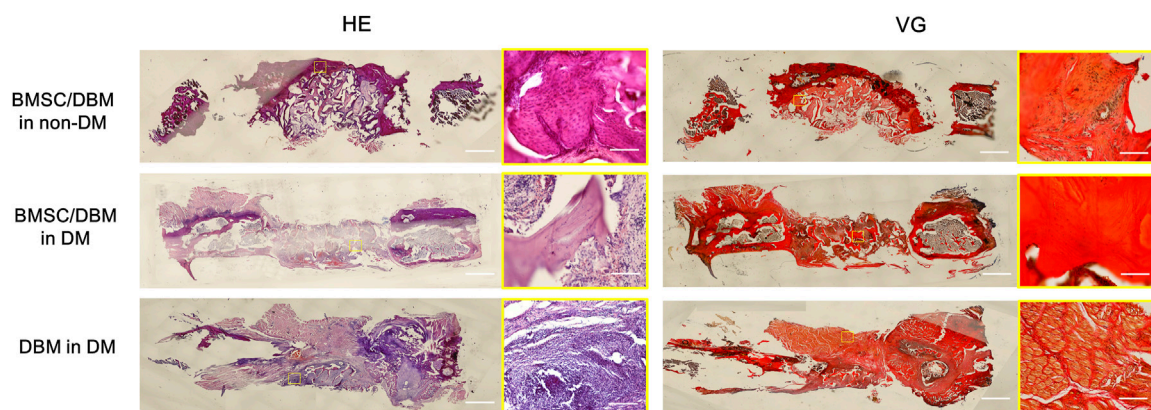 HE
VG
BMSC/DBM
in non-DM
BMSC/DBM
in DM
DBM in DM